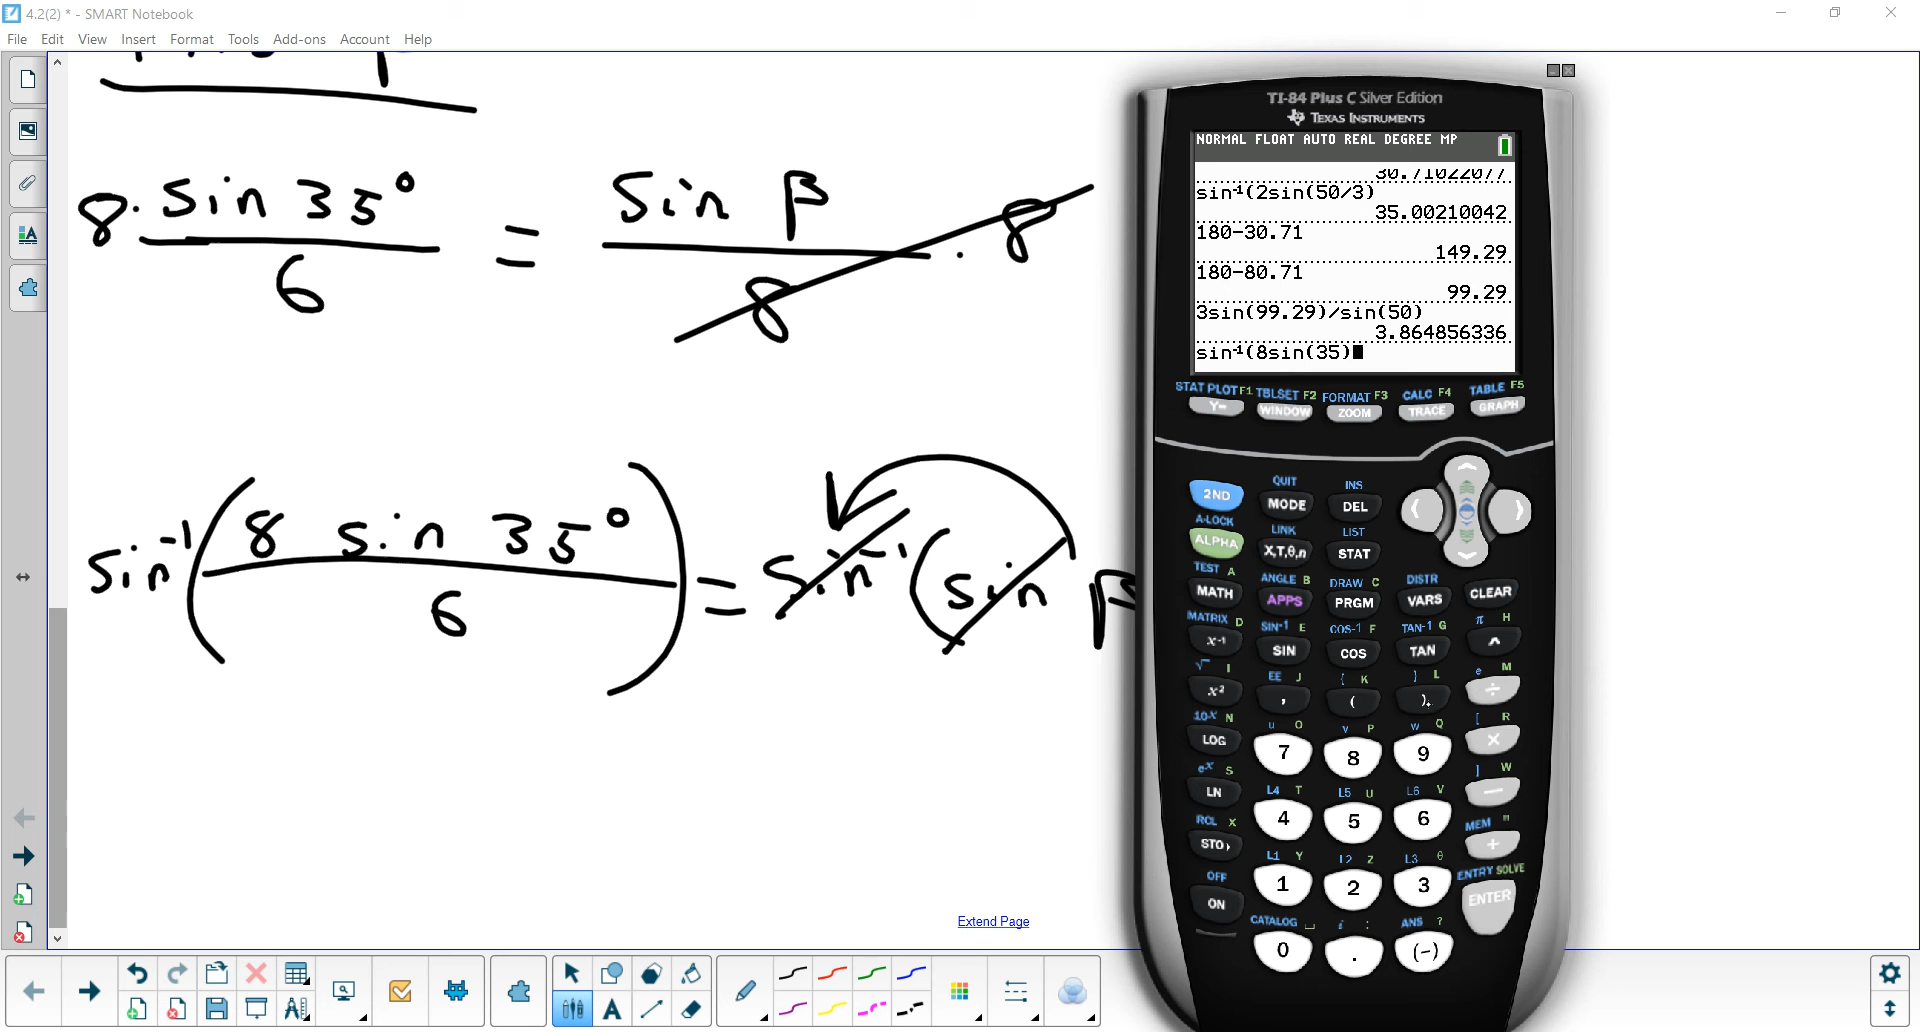 4.2(2) * - SMART Notebook
File Edit View Insert Format Tools Add-ons Account Help
8 · sin 35° = sin β · 8
6 8
sin⁻¹(8 sin 35°) = sin⁻¹(sin β
6
Extend Page
TI-84 Plus C Silver Edition
TEXAS INSTRUMENTS
NORMAL FLOAT AUTO REAL DEGREE MP
30.71022077
sin⁻¹(2sin(50/3)
35.00210042
180-30.71
149.29
180-80.71
99.29
3sin(99.29)/sin(50)
3.864856336
sin⁻¹(8sin(35)
STAT PLOT F1 TBLSET F2 FORMAT F3 CALC F4 TABLE F5
Y= WINDOW ZOOM TRACE GRAPH
QUIT INS
2ND MODE DEL
A-LOCK LINK LIST
ALPHA X,T,θ,n STAT
TEST A ANGLE B DRAW C DISTR
MATH APPS PRGM VARS CLEAR
MATRIX D SIN⁻¹ E COS⁻¹ F TAN⁻¹ G π H
x⁻¹ SIN COS TAN ^
√ I EE J { K } L e M
x² , ( ) ÷
10ˣ N u O v P w Q [ R
LOG 7 8 9 ×
eˣ S L4 T L5 U L6 V ] W
LN 4 5 6 —
RCL X L1 Y L2 Z L3 θ MEM "
STO› 1 2 3 +
OFF CATALOG i : ANS ? ENTRY SOLVE
ON 0 . (-) ENTER
A